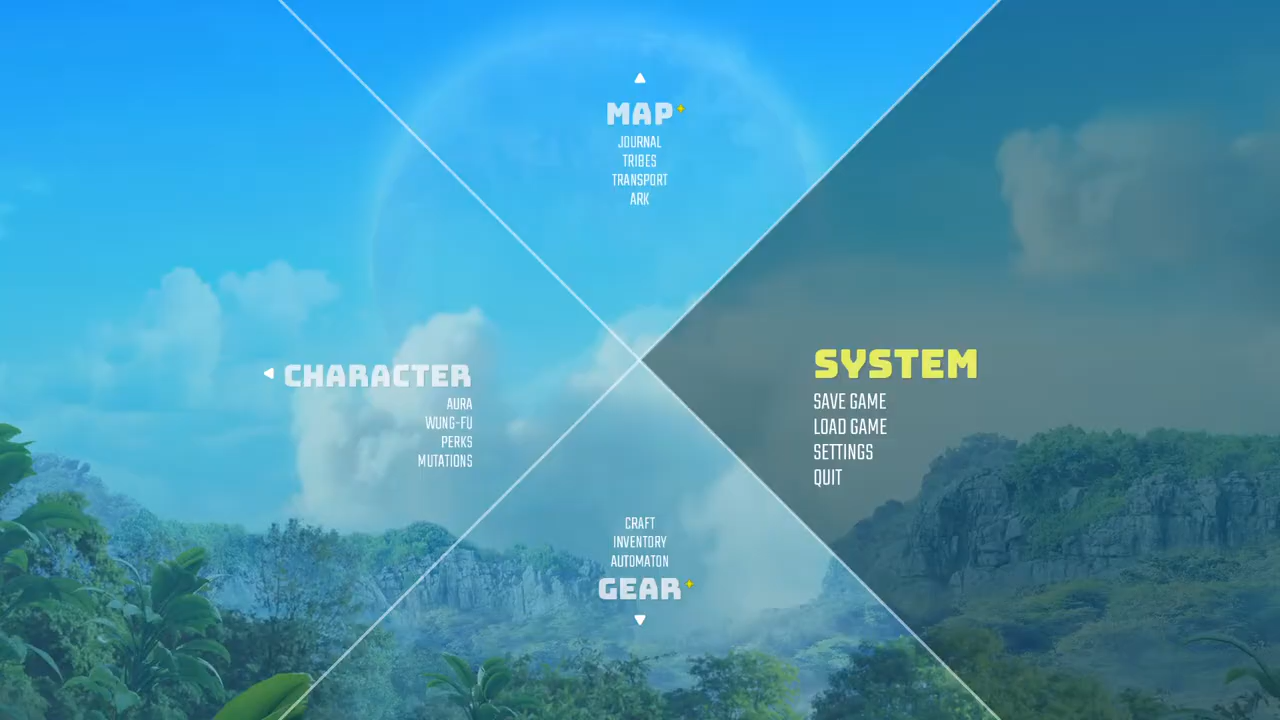 MAP
JOURNAL
TRIBES
TRANSPORT
ARK
CHARACTER
AURA
WUNG-FU
PERKS
MUTATIONS
SYSTEM
SAVE GAME
LOAD GAME
SETTINGS
QUIT
CRAFT
INVENTORY
AUTOMATON
GEAR